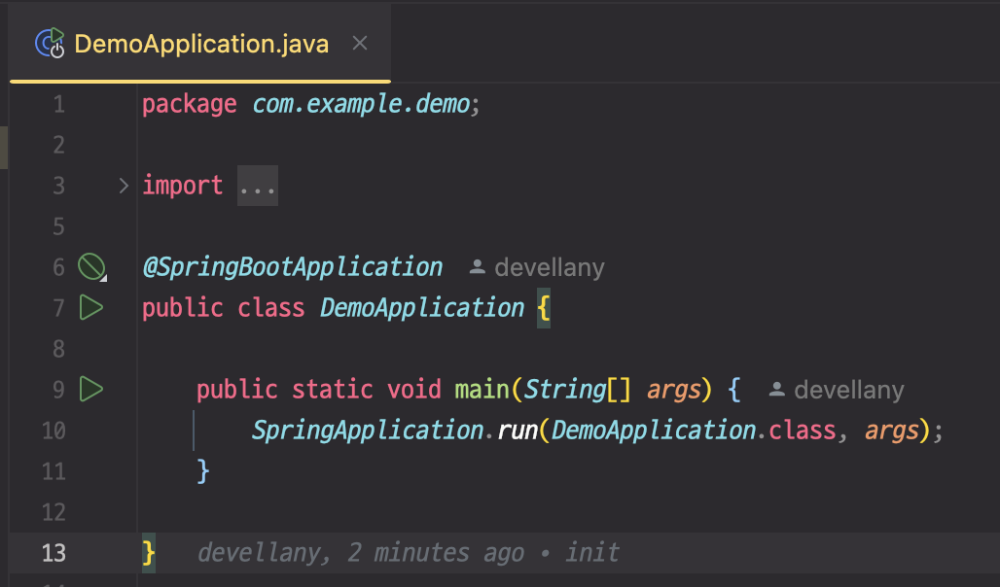 DemoApplication.java
1 package com.example.demo;
2
3 import ...
5
6 @SpringBootApplication devellany
7 public class DemoApplication {
8
9 public static void main(String[] args) { devellany
10 SpringApplication.run(DemoApplication.class, args);
11 }
12
13 } devellany, 2 minutes ago • init